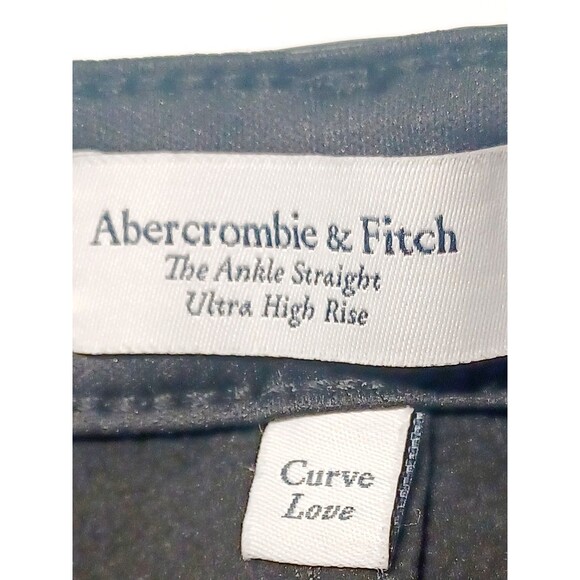 Abercrombie & Fitch
The Ankle Straight
Ultra High Rise
Curve
Love